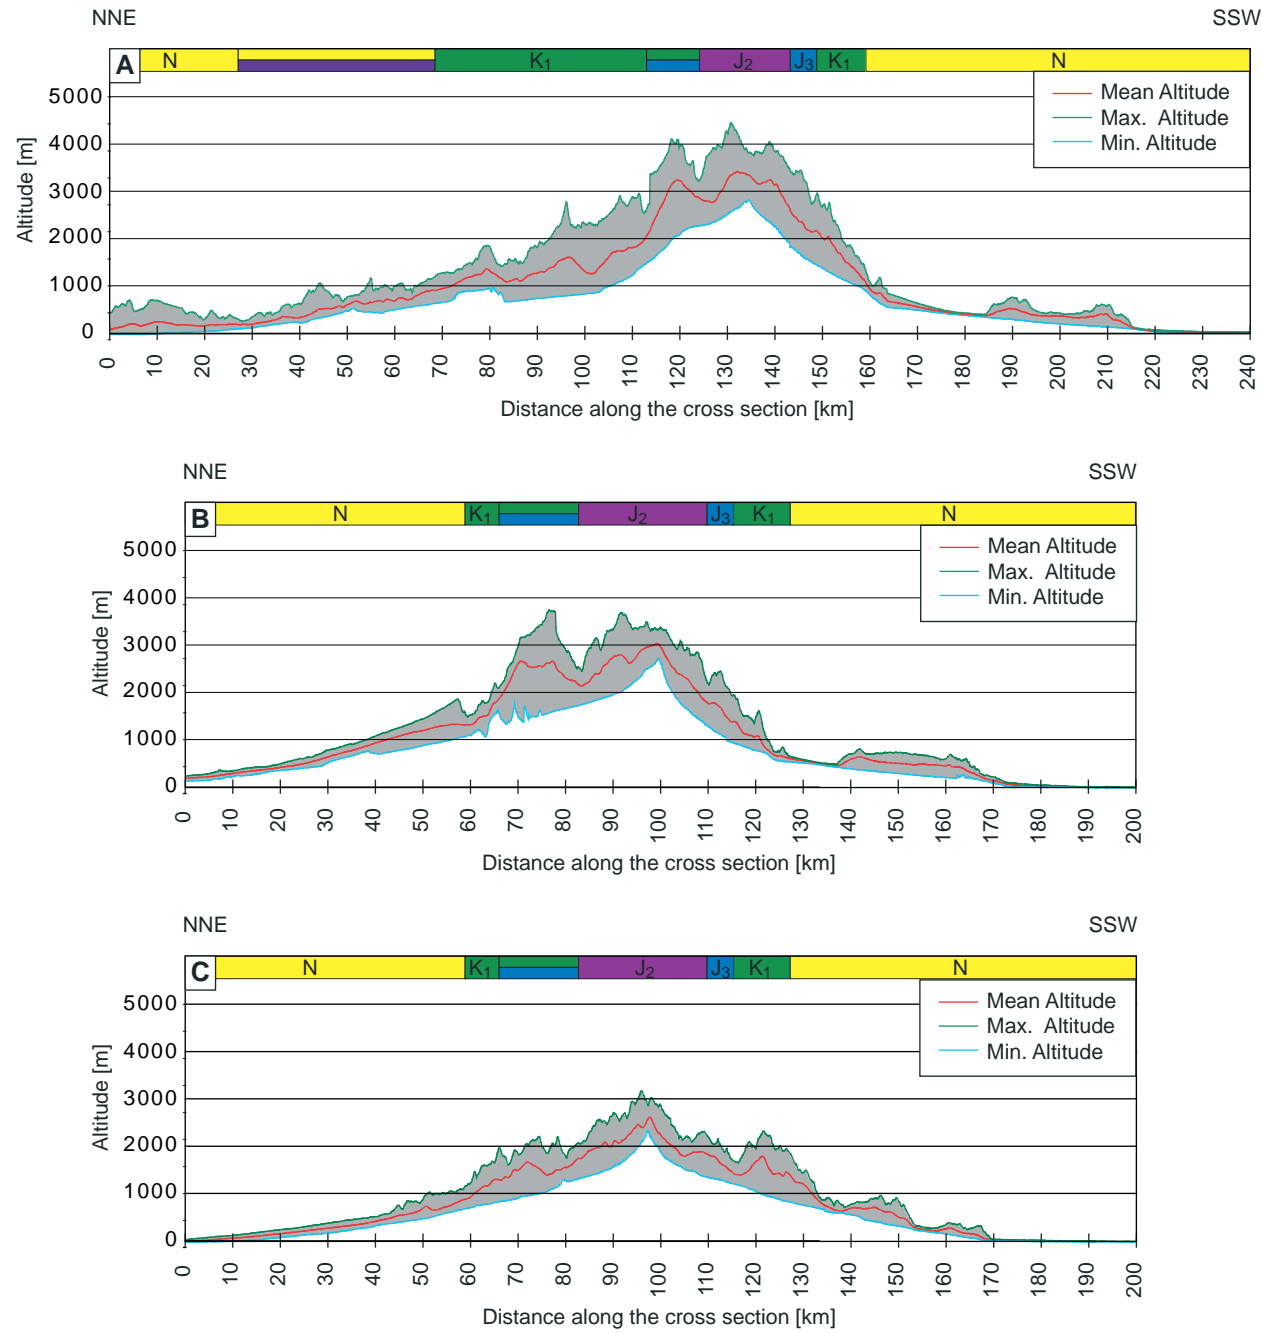 NNE SSW
A N K1 J2 J3 K1 N
Mean Altitude
Max. Altitude
Min. Altitude
5000
4000
3000
2000
1000
0
Altitude [m]
0 10 20 30 40 50 60 70 80 90 100 110 120 130 140 150 160 170 180 190 200 210 220 230 240
Distance along the cross section [km]
NNE SSW
B N K1 J2 J3 K1 N
Mean Altitude
Max. Altitude
Min. Altitude
5000
4000
3000
2000
1000
0
Altitude [m]
0 10 20 30 40 50 60 70 80 90 100 110 120 130 140 150 160 170 180 190 200
Distance along the cross section [km]
NNE SSW
C N K1 J2 J3 K1 N
Mean Altitude
Max. Altitude
Min. Altitude
5000
4000
3000
2000
1000
0
Altitude [m]
0 10 20 30 40 50 60 70 80 90 100 110 120 130 140 150 160 170 180 190 200
Distance along the cross section [km]